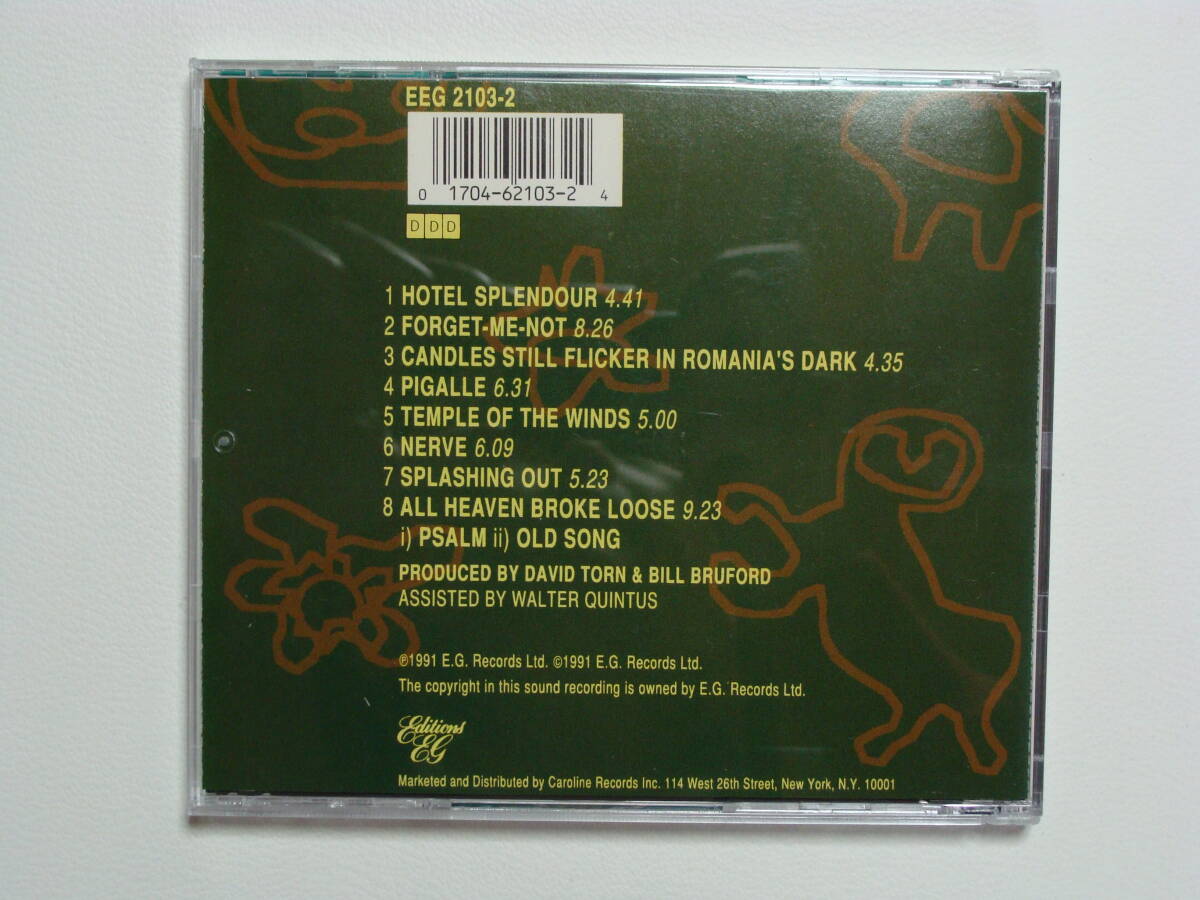 EEG 2103-2
0 1704-62103-2 4
D D D
1 HOTEL SPLENDOUR 4.41
2 FORGET-ME-NOT 8.26
3 CANDLES STILL FLICKER IN ROMANIA'S DARK 4.35
4 PIGALLE 6.31
5 TEMPLE OF THE WINDS 5.00
6 NERVE 6.09
7 SPLASHING OUT 5.23
8 ALL HEAVEN BROKE LOOSE 9.23
i) PSALM ii) OLD SONG
PRODUCED BY DAVID TORN & BILL BRUFORD
ASSISTED BY WALTER QUINTUS
℗1991 E.G. Records Ltd. ©1991 E.G. Records Ltd.
The copyright in this sound recording is owned by E.G. Records Ltd.
Editions
EG
Marketed and Distributed by Caroline Records Inc. 114 West 26th Street, New York, N.Y. 10001